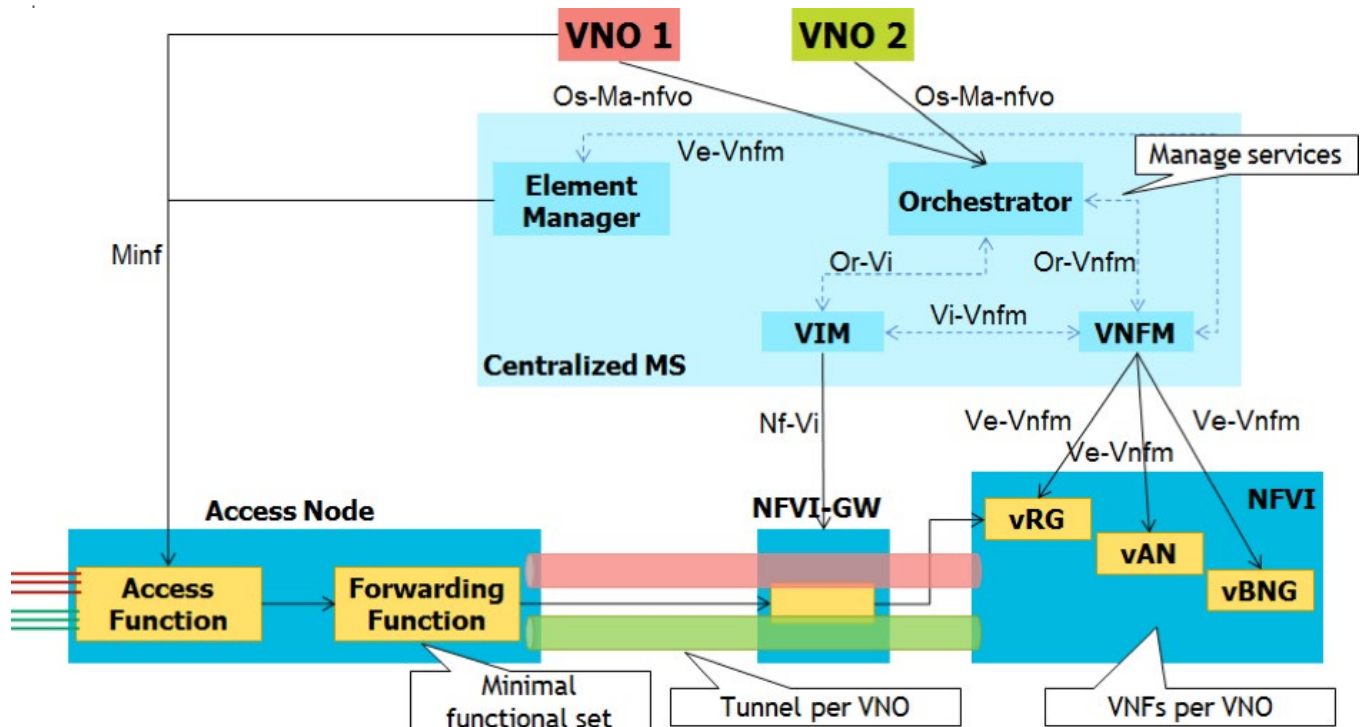 VNO 1
VNO 2
Os-Ma-nfvo
Os-Ma-nfvo
Ve-Vnfm
Manage services
Element
Manager
Orchestrator
Minf
Or-Vi
Or-Vnfm
Vi-Vnfm
VIM
VNFM
Centralized MS
Nf-Vi
Ve-Vnfm
Ve-Vnfm
Ve-Vnfm
Access Node
NFVI-GW
NFVI
vRG
vAN
vBNG
Access
Function
Forwarding
Function
Minimal
functional set
Tunnel per VNO
VNFs per VNO